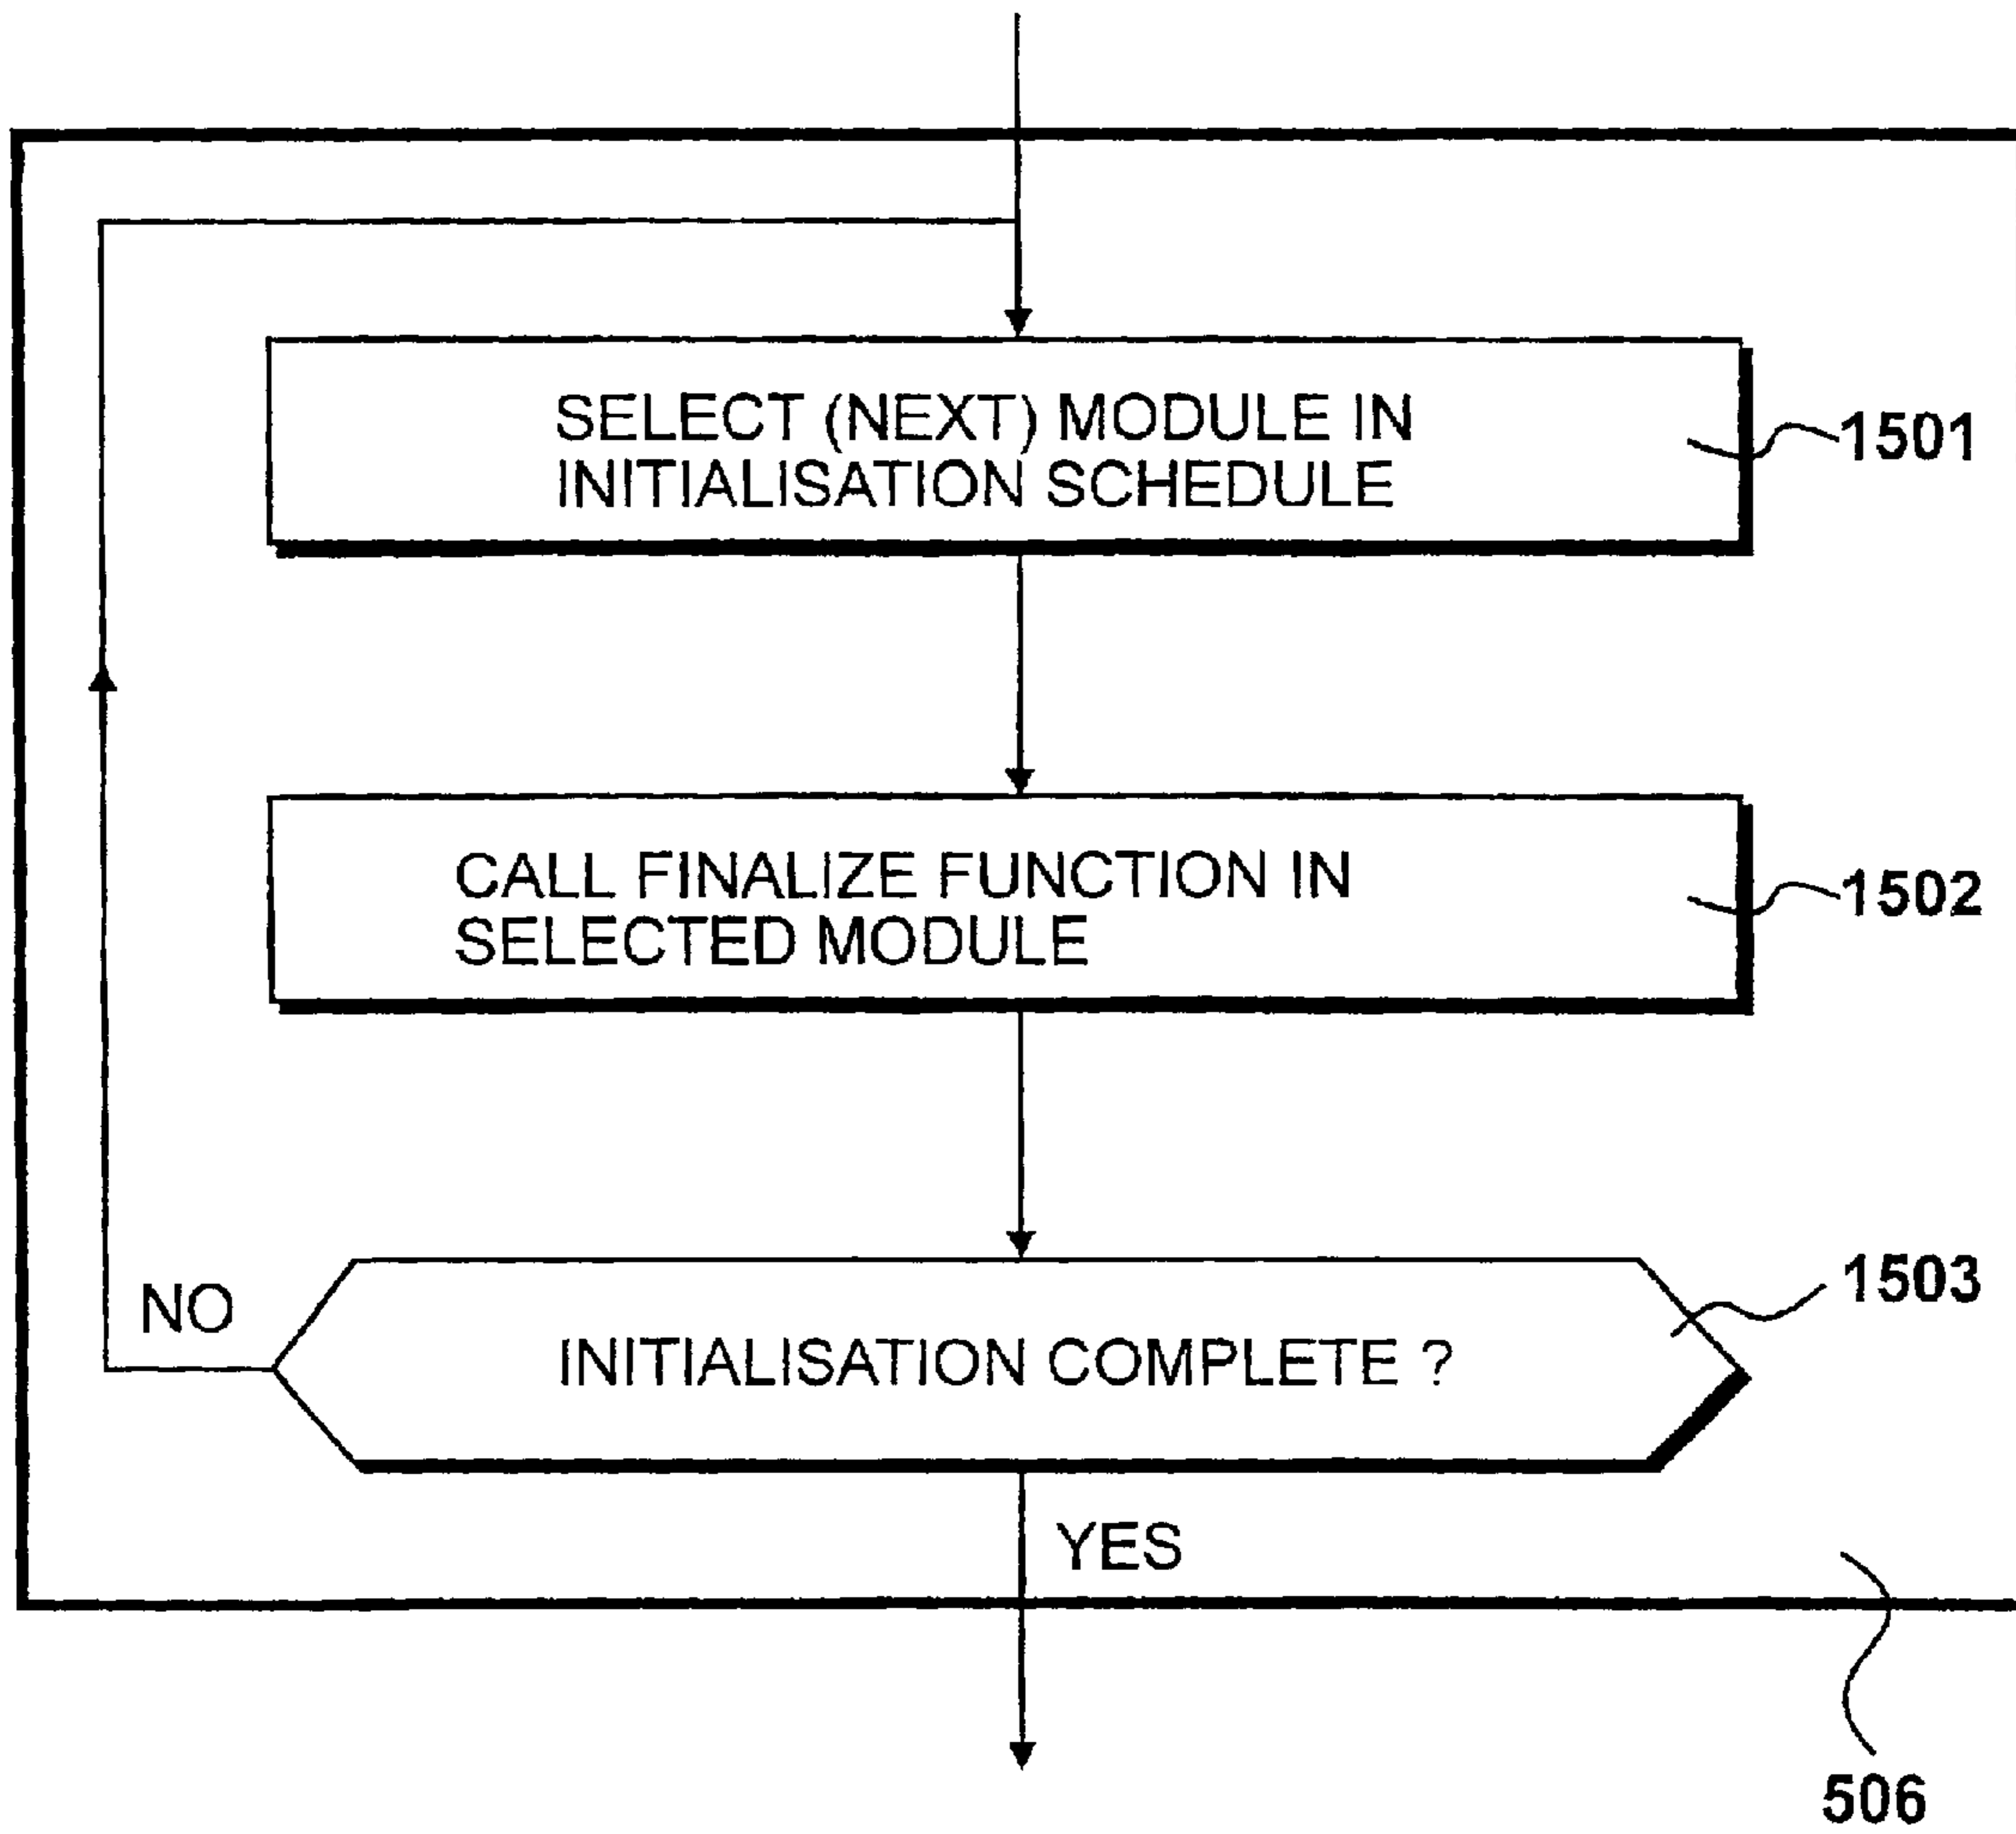 SELECT (NEXT) MODULE IN
INITIALISATION SCHEDULE
1501
CALL FINALIZE FUNCTION IN
SELECTED MODULE
1502
1503
NO
INITIALISATION COMPLETE ?
YES
506